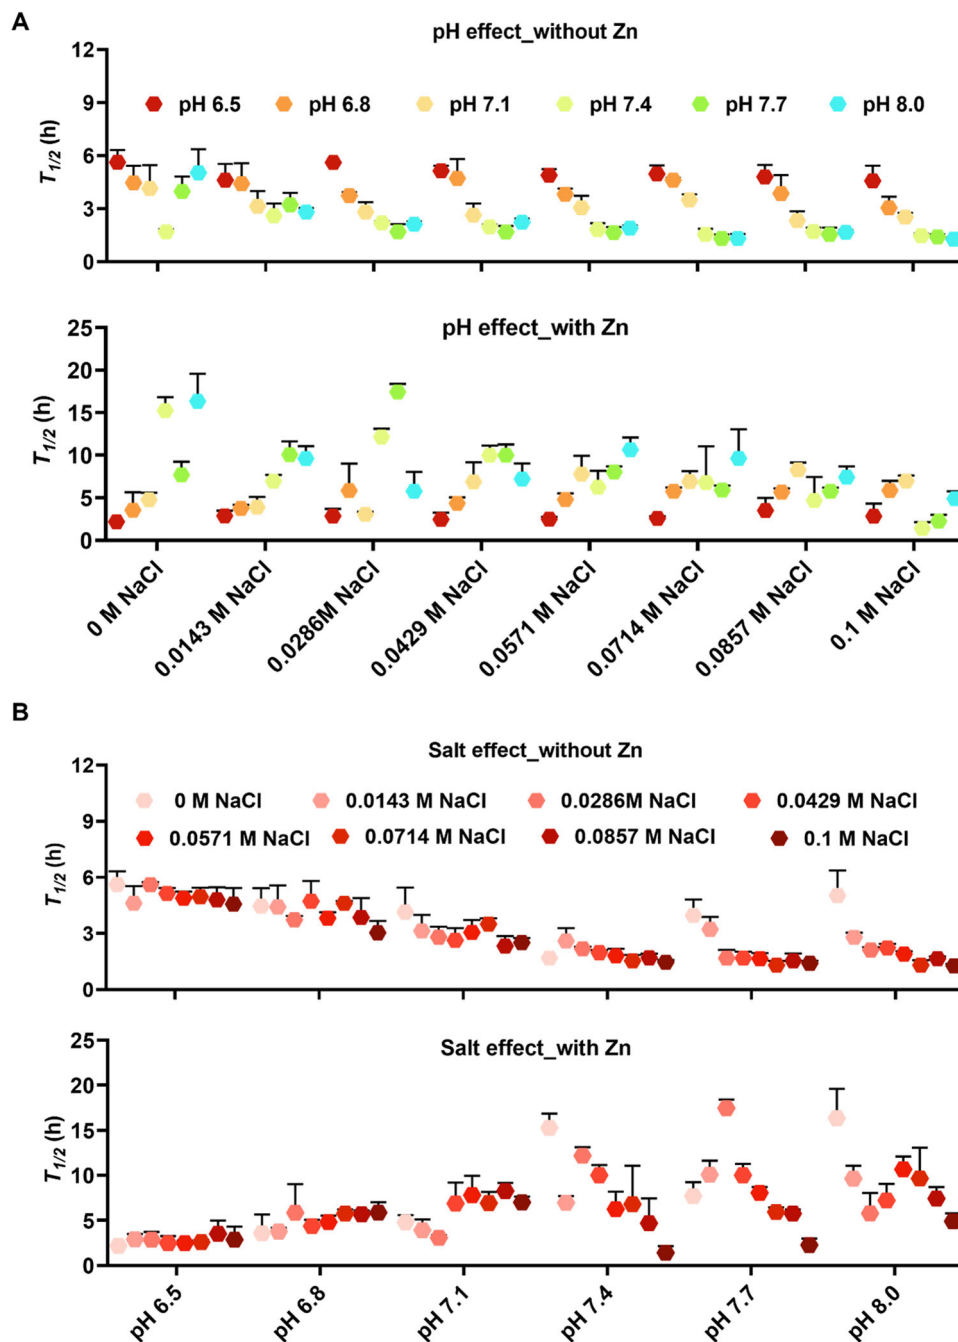 A
pH effect_without Zn
12
9
6
3
0
T1/2 (h)
pH 6.5 pH 6.8 pH 7.1 pH 7.4 pH 7.7 pH 8.0
pH effect_with Zn
25
20
15
10
5
0
T1/2 (h)
0 M NaCl
0.0143 M NaCl
0.0286M NaCl
0.0429 M NaCl
0.0571 M NaCl
0.0714 M NaCl
0.0857 M NaCl
0.1 M NaCl
B
Salt effect_without Zn
12
9
6
3
0
T1/2 (h)
0 M NaCl 0.0143 M NaCl 0.0286M NaCl 0.0429 M NaCl
0.0571 M NaCl 0.0714 M NaCl 0.0857 M NaCl 0.1 M NaCl
Salt effect_with Zn
25
20
15
10
5
0
T1/2 (h)
pH 6.5
pH 6.8
pH 7.1
pH 7.4
pH 7.7
pH 8.0